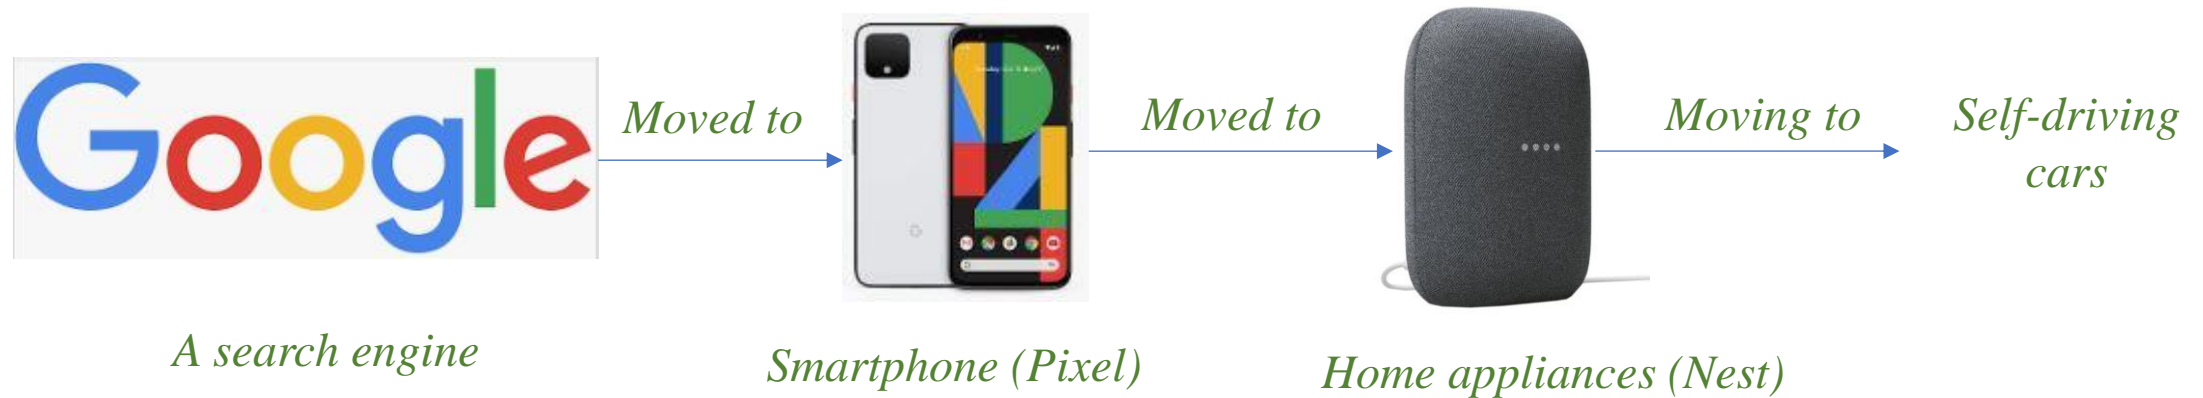 Google
Moved to
Moved to
Moving to
Self-driving
cars
A search engine
Smartphone (Pixel)
Home appliances (Nest)